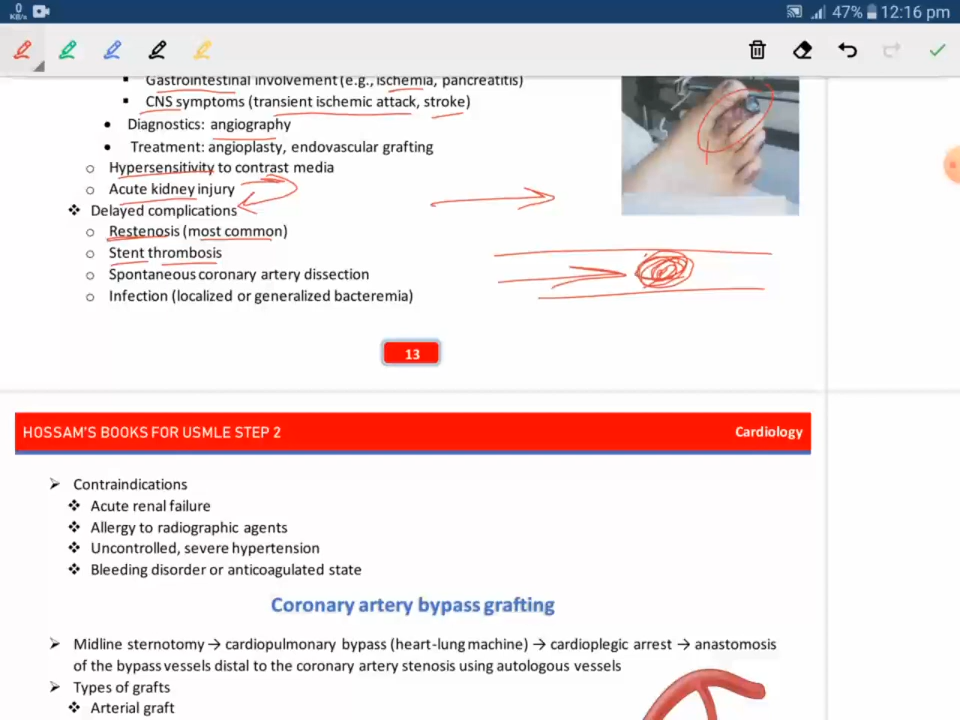 0
KB/s
47%
12:16 pm
▪ Gastrointestinal involvement (e.g., ischemia, pancreatitis)
▪ CNS symptoms (transient ischemic attack, stroke)
• Diagnostics: angiography
• Treatment: angioplasty, endovascular grafting
o Hypersensitivity to contrast media
o Acute kidney injury
❖ Delayed complications
o Restenosis (most common)
o Stent thrombosis
o Spontaneous coronary artery dissection
o Infection (localized or generalized bacteremia)
13
HOSSAM'S BOOKS FOR USMLE STEP 2
Cardiology
➢ Contraindications
❖ Acute renal failure
❖ Allergy to radiographic agents
❖ Uncontrolled, severe hypertension
❖ Bleeding disorder or anticoagulated state
Coronary artery bypass grafting
➢ Midline sternotomy → cardiopulmonary bypass (heart-lung machine) → cardioplegic arrest → anastomosis
of the bypass vessels distal to the coronary artery stenosis using autologous vessels
➢ Types of grafts
❖ Arterial graft